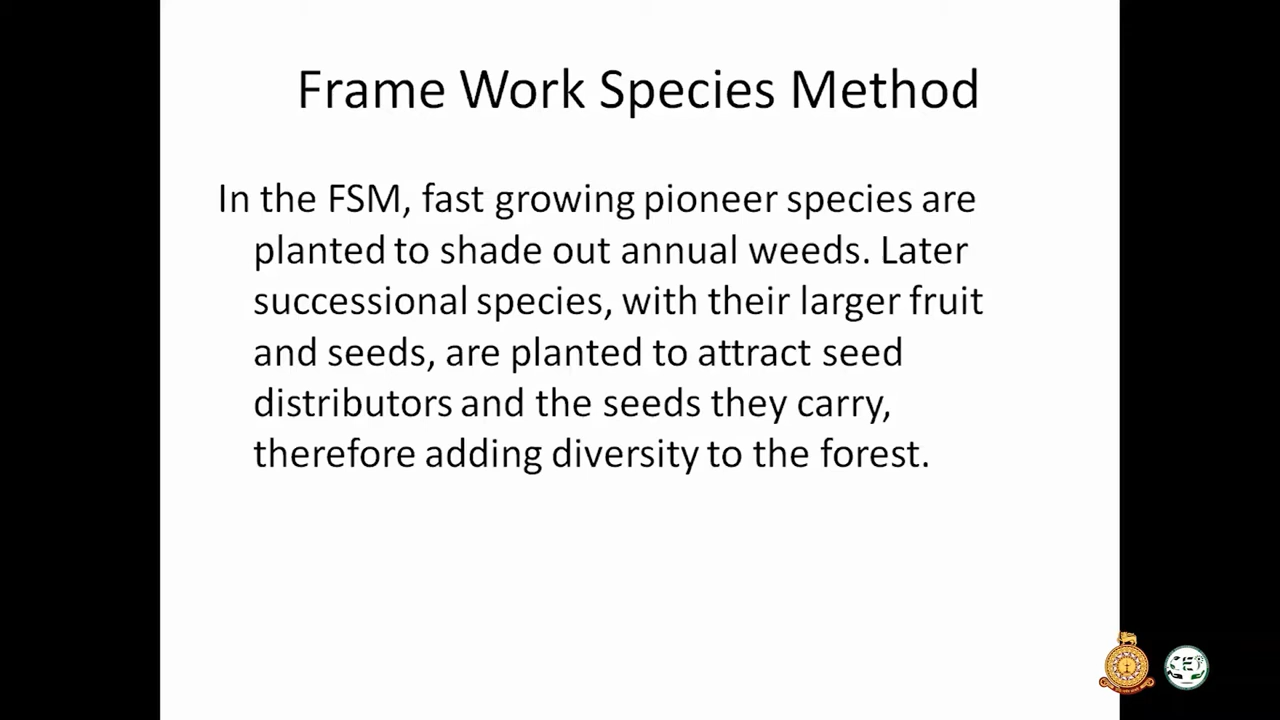 Frame Work Species Method
In the FSM, fast growing pioneer species are
planted to shade out annual weeds. Later
successional species, with their larger fruit
and seeds, are planted to attract seed
distributors and the seeds they carry,
therefore adding diversity to the forest.